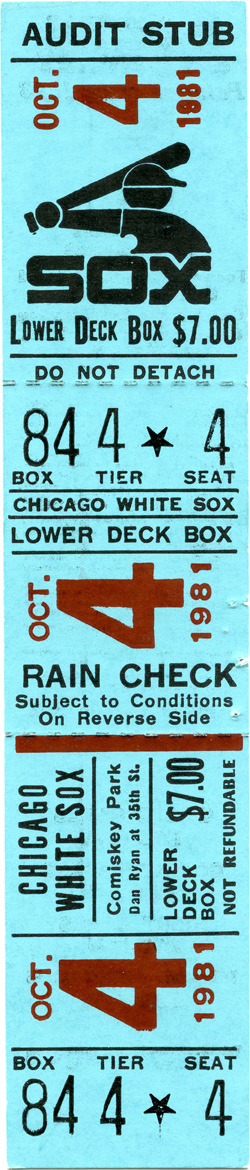 AUDIT STUB
OCT. 4 1981
SOX
LOWER DECK BOX $7.00
DO NOT DETACH
84 4 ★ 4
BOX TIER SEAT
CHICAGO WHITE SOX
LOWER DECK BOX
OCT. 4 1981
RAIN CHECK
Subject to Conditions
On Reverse Side
CHICAGO
WHITE SOX
Comiskey Park
Dan Ryan at 35th St.
LOWER
DECK
BOX
$7.00
NOT REFUNDABLE
OCT. 4 1981
BOX TIER SEAT
84 4 ★ 4